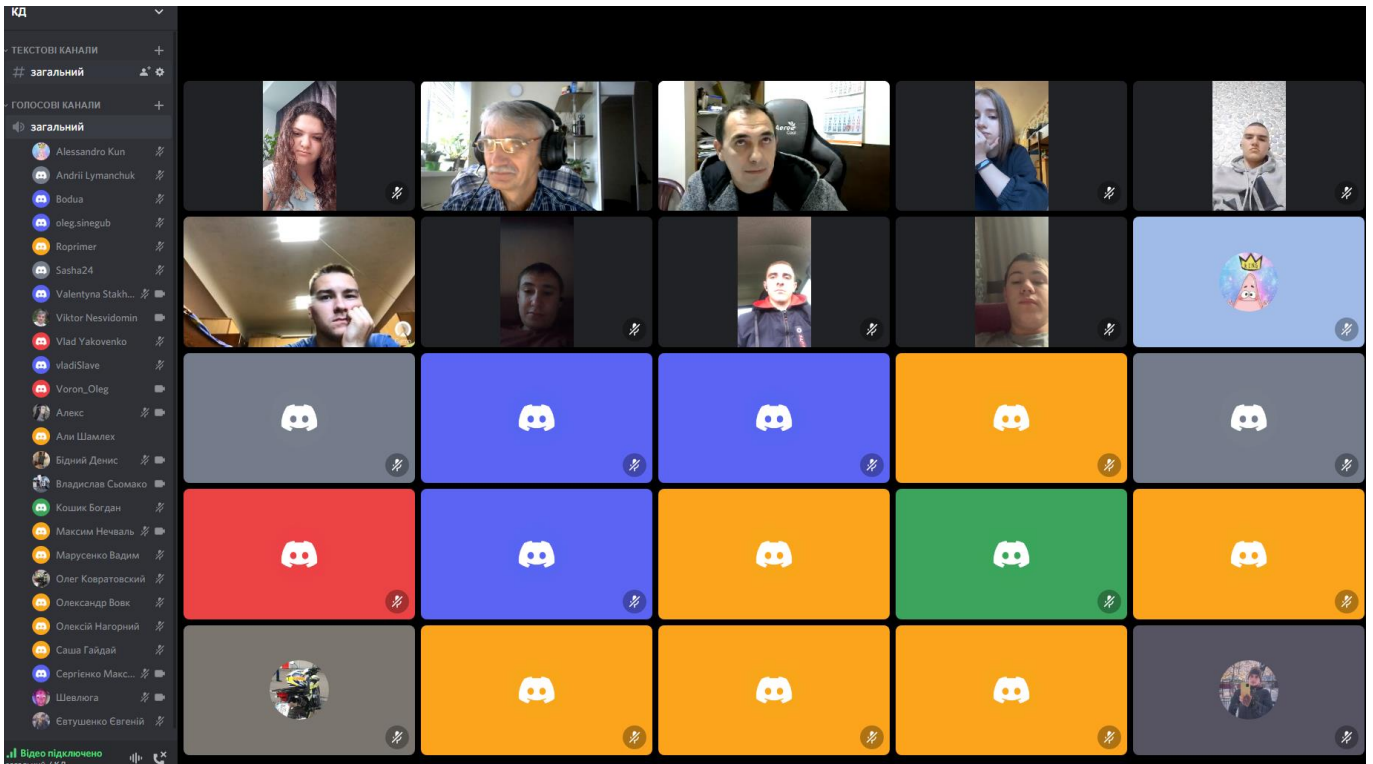 КД
ТЕКСТОВІ КАНАЛИ
загальний
ГОЛОСОВІ КАНАЛИ
загальний
Alessandro Kun
Andrii Lymanchuk
Bodua
oleg.sinegub
Roprimer
Sasha24
Valentyna Stakh...
Viktor Nesvidomin
Vlad Yakovenko
vladiSlave
Voron_Oleg
Алекс
Али Шамлех
Бідний Денис
Владислав Сьомако
Кошик Богдан
Максим Нечваль
Марусенко Вадим
Олег Ковратовский
Олександр Вовк
Олексій Нагорний
Саша Гайдай
Сергієнко Макс...
Шевлюга
Євтушенко Євгеній
Відео підключено